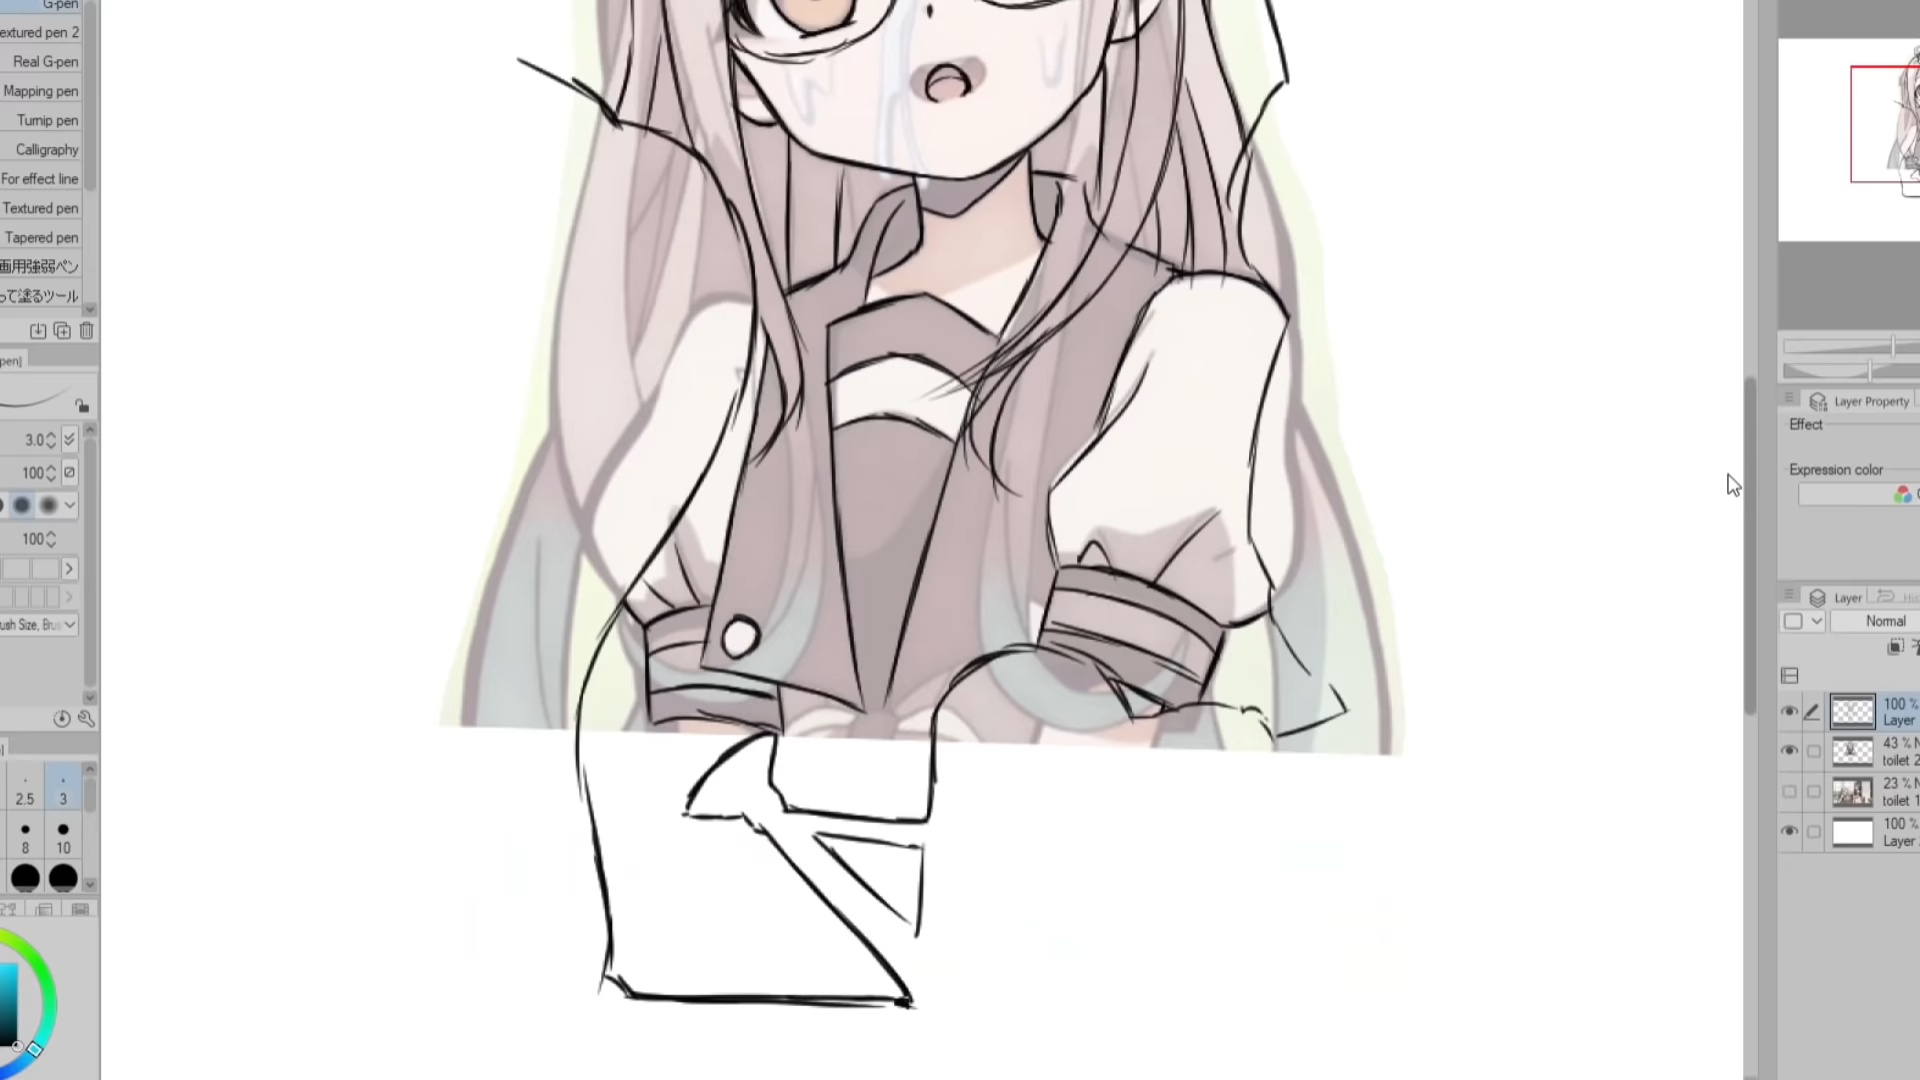 G-pen
extured pen 2
Real G-pen
Mapping pen
Turnip pen
Calligraphy
For effect line
Textured pen
Tapered pen
画用強弱ペン
って塗るツール
pen]
3.0
100
100
ush Size, Brus
2.5
3
8
10
Layer Property
Effect
Expression color
Layer
His
Normal
100 %
Layer
43 % N
toilet 2
23 % N
toilet 1
100 %
Layer